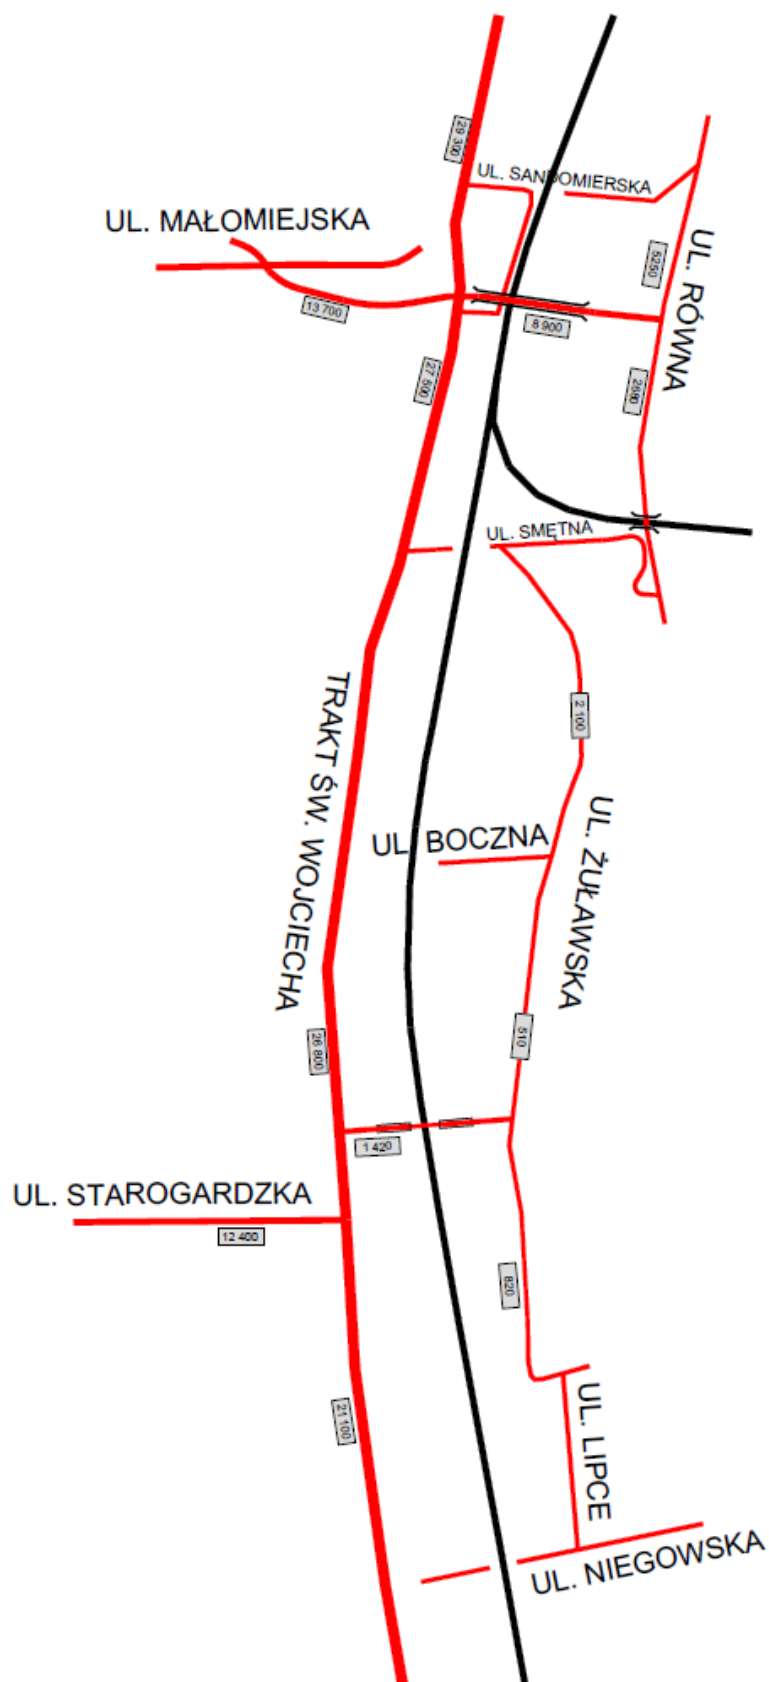 29 300
UL. SANDOMIERSKA
UL. MAŁOMIEJSKA
5250
UL. RÓWNA
13 700
8 900
27 500
2680
UL. SMĘTNA
TRAKT ŚW. WOJCIECHA
2 100
UL. BOCZNA
UL. ŻUŁAWSKA
26 800
510
1 420
UL. STAROGARDZKA
12 400
820
21 100
UL. LIPCE
UL. NIEGOWSKA